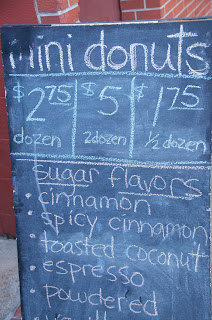 mini donuts
$2.75 $5 $1.75
dozen 2dozen ½ dozen
sugar flavors
• cinnamon
• spicy cinnamon
• toasted coconut
• espresso
• powdered